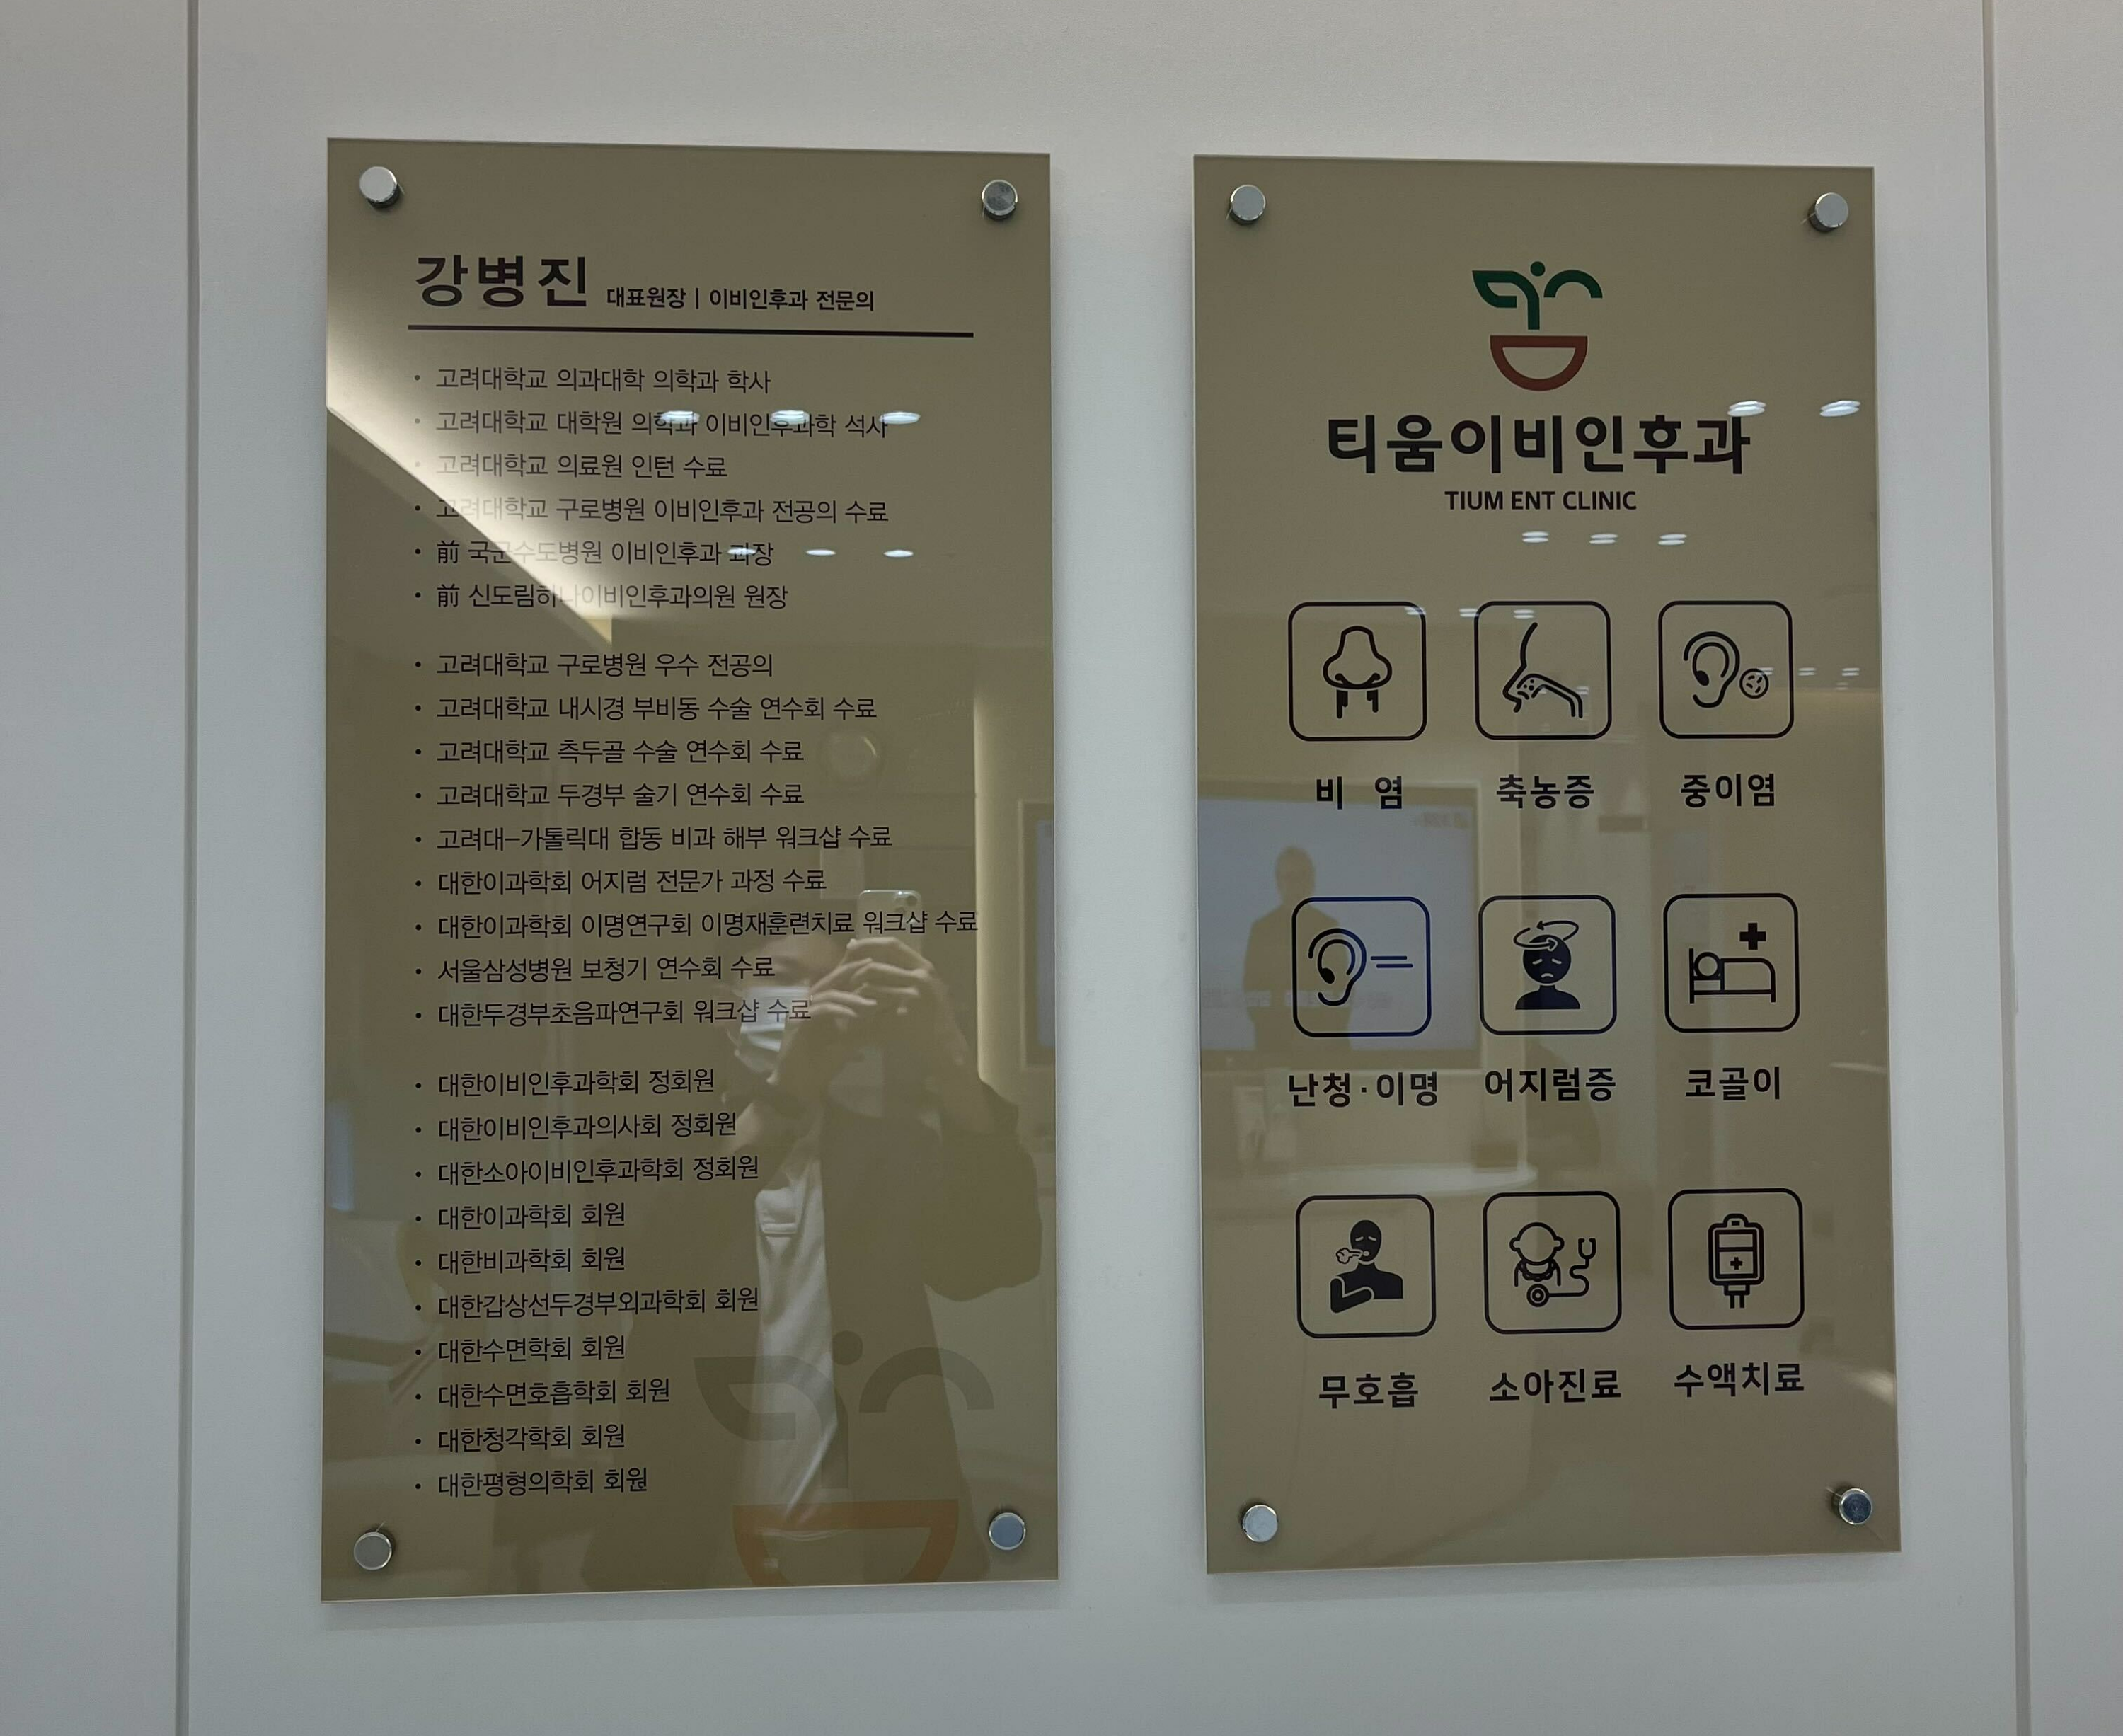 강병진 대표원장 | 이비인후과 전문의
• 고려대학교 의과대학 의학과 학사
• 고려대학교 대학원 의학과 이비인후과학 석사
• 고려대학교 의료원 인턴 수료
• 고려대학교 구로병원 이비인후과 전공의 수료
• 前 국군수도병원 이비인후과 과장
• 前 신도림하나이비인후과의원 원장
• 고려대학교 구로병원 우수 전공의
• 고려대학교 내시경 부비동 수술 연수회 수료
• 고려대학교 측두골 수술 연수회 수료
• 고려대학교 두경부 술기 연수회 수료
• 고려대–가톨릭대 합동 비과 해부 워크샵 수료
• 대한이과학회 어지럼 전문가 과정 수료
• 대한이과학회 이명연구회 이명재훈련치료 워크샵 수료
• 서울삼성병원 보청기 연수회 수료
• 대한두경부초음파연구회 워크샵 수료
• 대한이비인후과학회 정회원
• 대한이비인후과의사회 정회원
• 대한소아이비인후과학회 정회원
• 대한이과학회 회원
• 대한비과학회 회원
• 대한갑상선두경부외과학회 회원
• 대한수면학회 회원
• 대한수면호흡학회 회원
• 대한청각학회 회원
• 대한평형의학회 회원
티움이비인후과
TIUM ENT CLINIC
비 염 축농증 중이염
난청·이명 어지럼증 코골이
무호흡 소아진료 수액치료